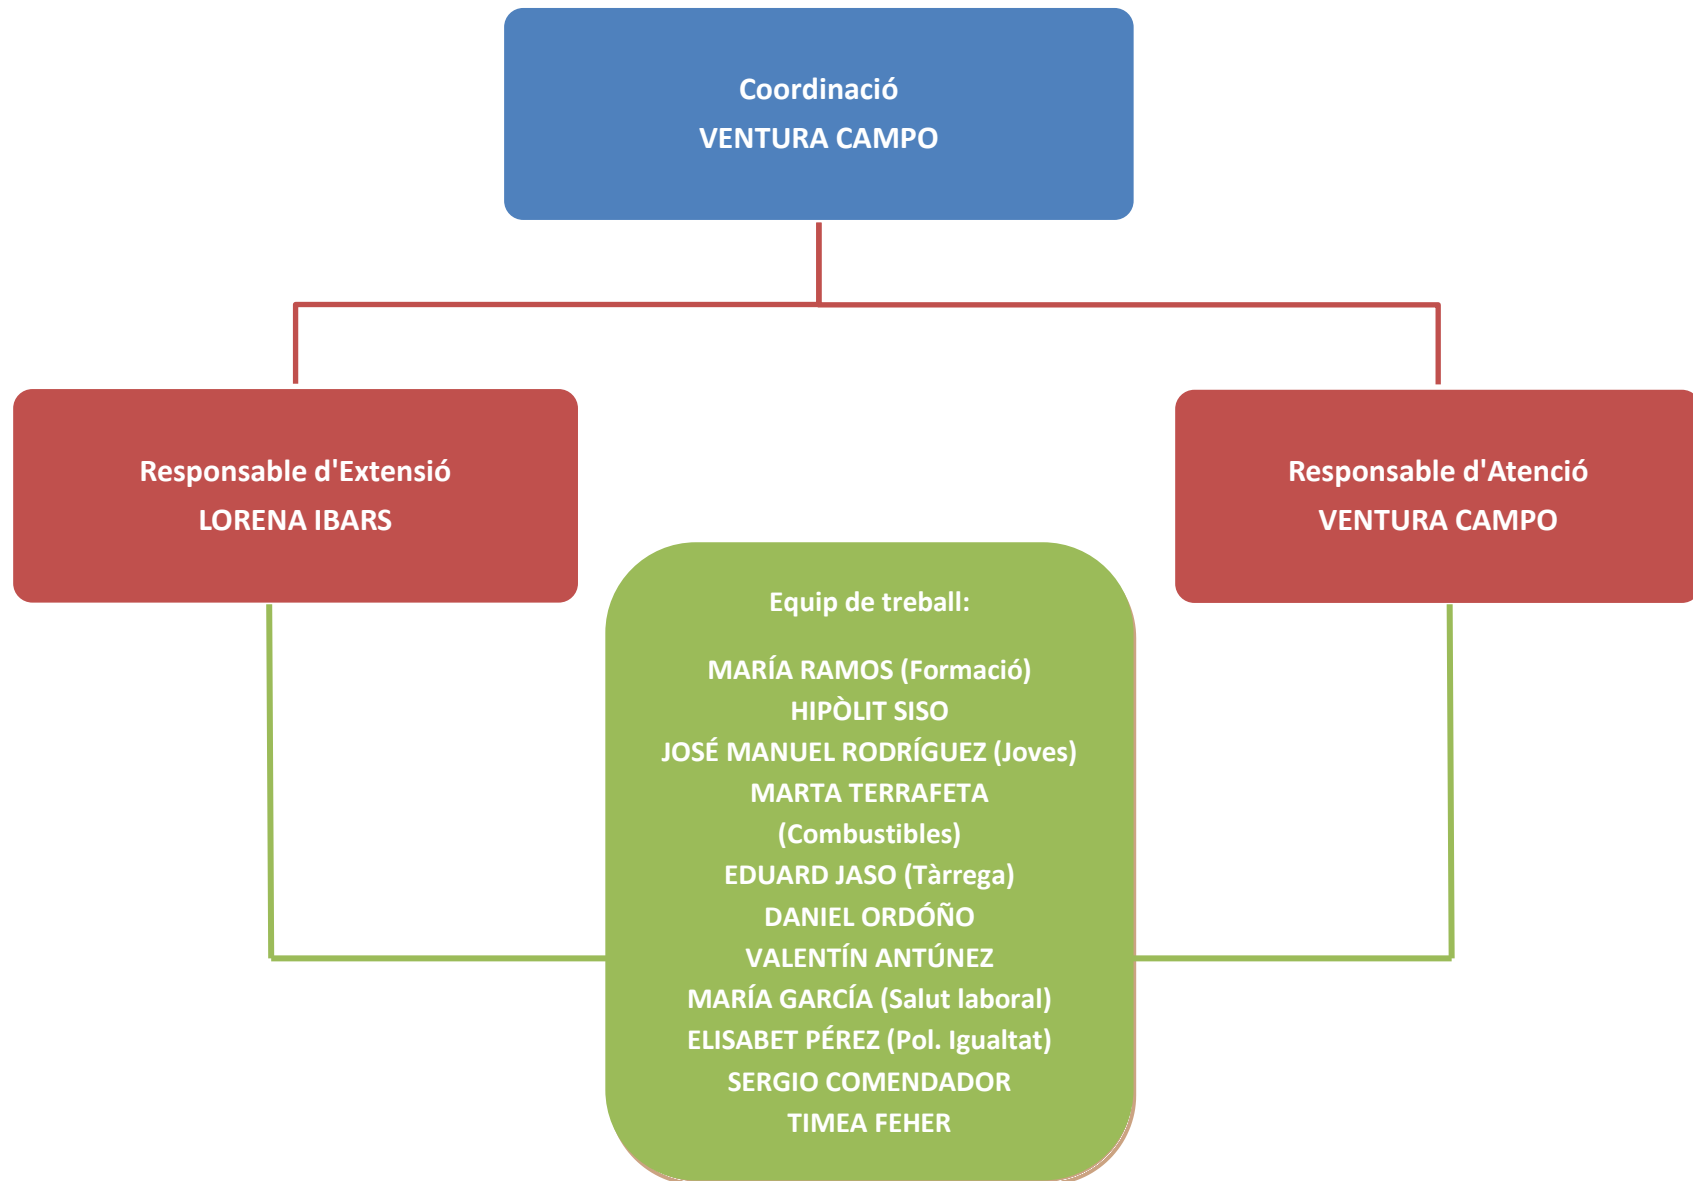 Coordinació
VENTURA CAMPO
Responsable d'Extensió
LORENA IBARS
Responsable d'Atenció
VENTURA CAMPO
Equip de treball:
MARÍA RAMOS (Formació)
HIPÒLIT SISO
JOSÉ MANUEL RODRÍGUEZ (Joves)
MARTA TERRAFETA
(Combustibles)
EDUARD JASO (Tàrrega)
DANIEL ORDÓÑO
VALENTÍN ANTÚNEZ
MARÍA GARCÍA (Salut laboral)
ELISABET PÉREZ (Pol. Igualtat)
SERGIO COMENDADOR
TIMEA FEHER